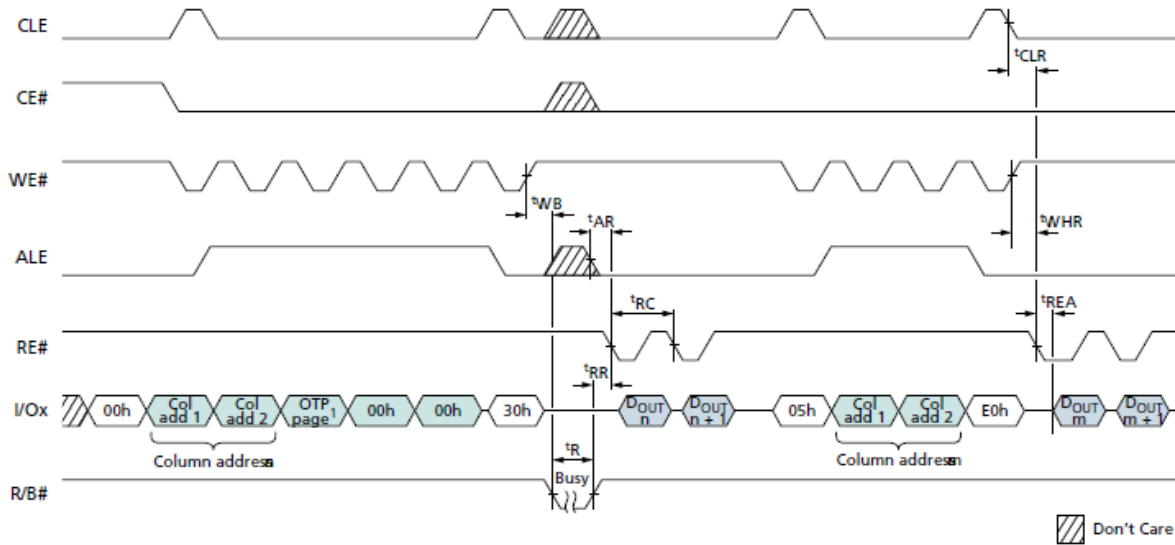 CLE
tCLR
CE#
WE#
tWB
tAR
tWHR
ALE
tRC
tREA
RE#
tRR
I/Ox
00h
Col
add 1
Col
add 2
OTP
page1
00h
00h
30h
DOUT
n
DOUT
n + 1
05h
Col
add 1
Col
add 2
E0h
DOUT
m
DOUT
m + 1
Column address
Column address
tR
Busy
R/B#
Don't Care